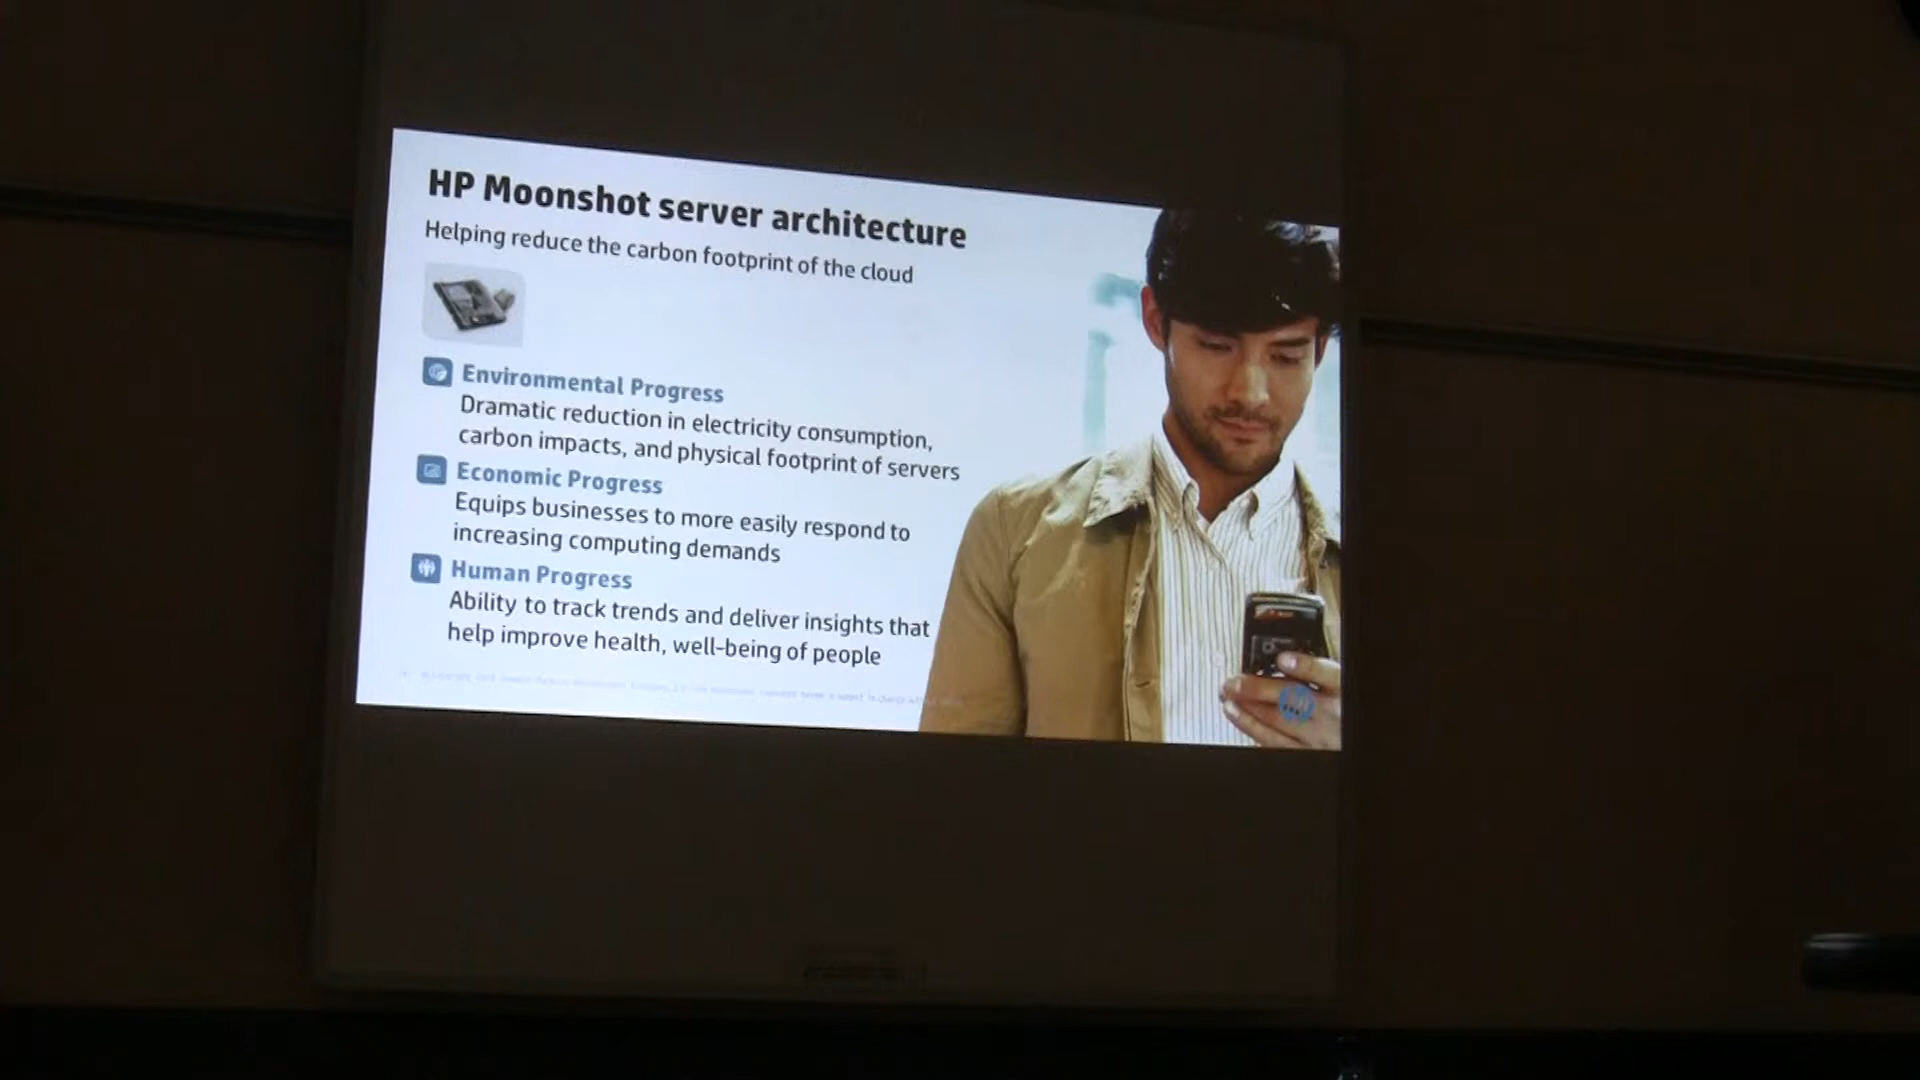 HP Moonshot server architecture
Helping reduce the carbon footprint of the cloud
Environmental Progress
Dramatic reduction in electricity consumption,
carbon impacts, and physical footprint of servers
Economic Progress
Equips businesses to more easily respond to
increasing computing demands
Human Progress
Ability to track trends and deliver insights that
help improve health, well-being of people
hp